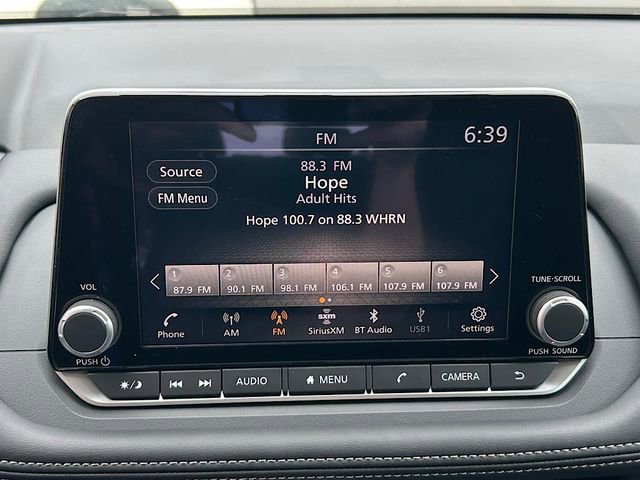 FM 6:39
Source
88.3 FM
Hope
Adult Hits
FM Menu
Hope 100.7 on 88.3 WHRN
1 2 3 4 5 6
87.9 FM 90.1 FM 98.1 FM 106.1 FM 107.9 FM 107.9 FM
VOL
TUNE·SCROLL
Phone AM FM sxm SiriusXM BT Audio USB1 Settings
PUSH
PUSH SOUND
AUDIO MENU CAMERA